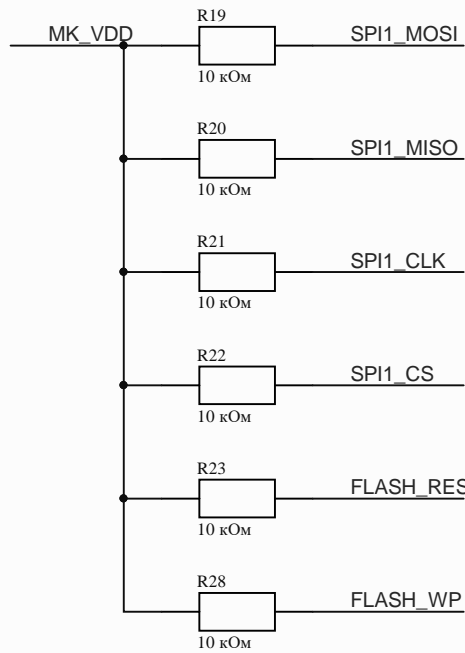 MK_VDD
R19
SPI1_MOSI
10 кОм
R20
SPI1_MISO
10 кОм
R21
SPI1_CLK
10 кОм
R22
SPI1_CS
10 кОм
R23
FLASH_RES
10 кОм
R28
FLASH_WP
10 кОм